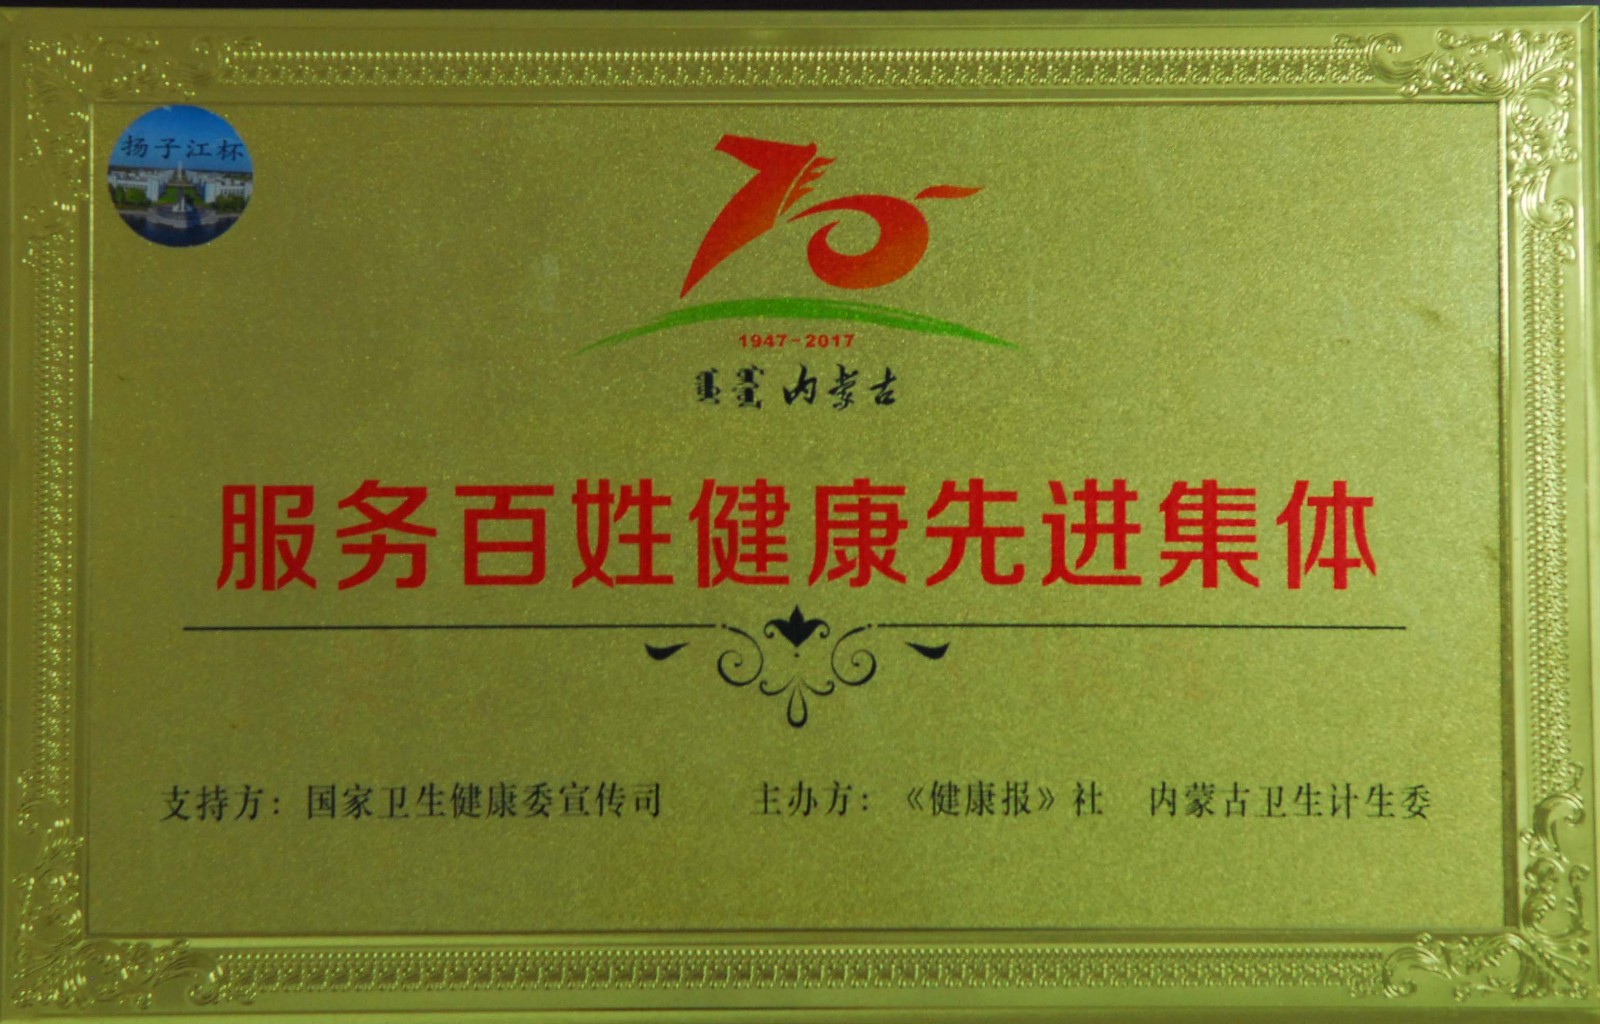 扬子江杯
70
1947-2017
内蒙古
服务百姓健康先进集体
支持方：国家卫生健康委宣传司 主办方：《健康报》社 内蒙古卫生计生委